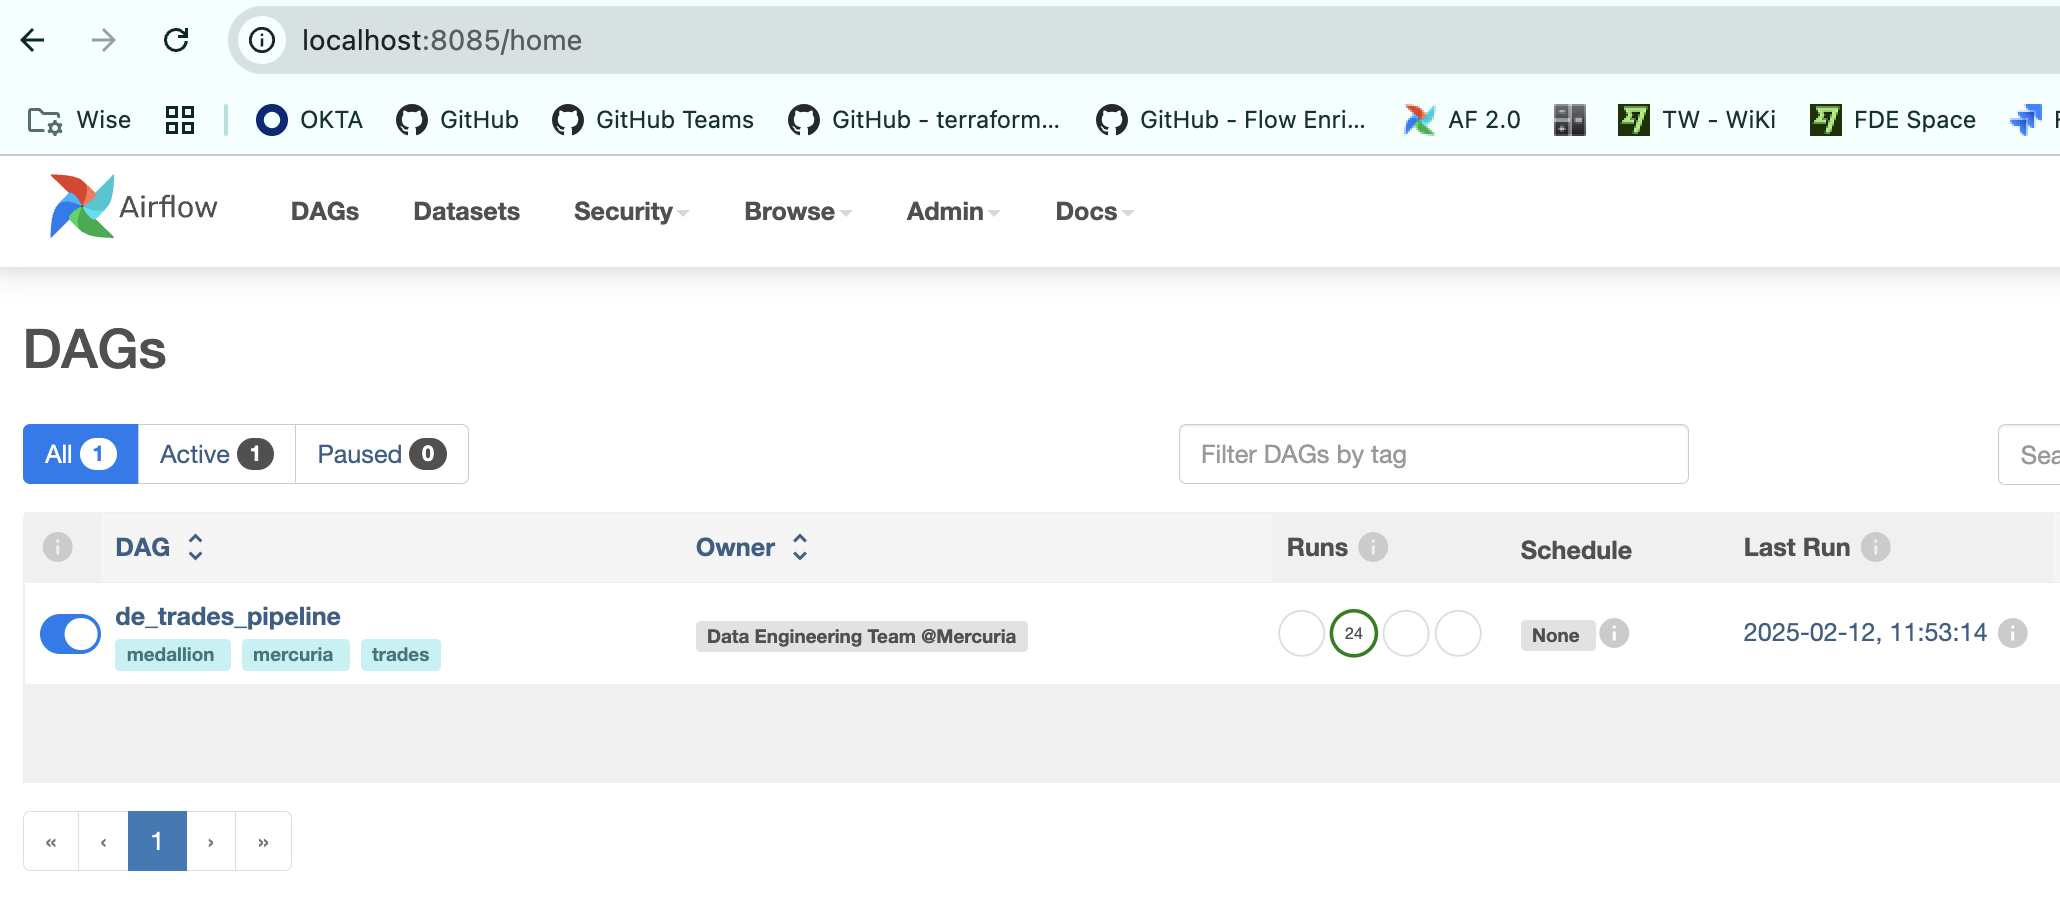 localhost:8085/home
Wise OKTA GitHub GitHub Teams GitHub - terraform... GitHub - Flow Enri... AF 2.0 TW - WiKi FDE Space
Airflow DAGs Datasets Security Browse Admin Docs
DAGs
All 1 Active 1 Paused 0 Filter DAGs by tag Sea
DAG Owner Runs Schedule Last Run
de_trades_pipeline
Data Engineering Team @Mercuria 24 None 2025-02-12, 11:53:14
medallion mercuria trades
« ‹ 1 › »